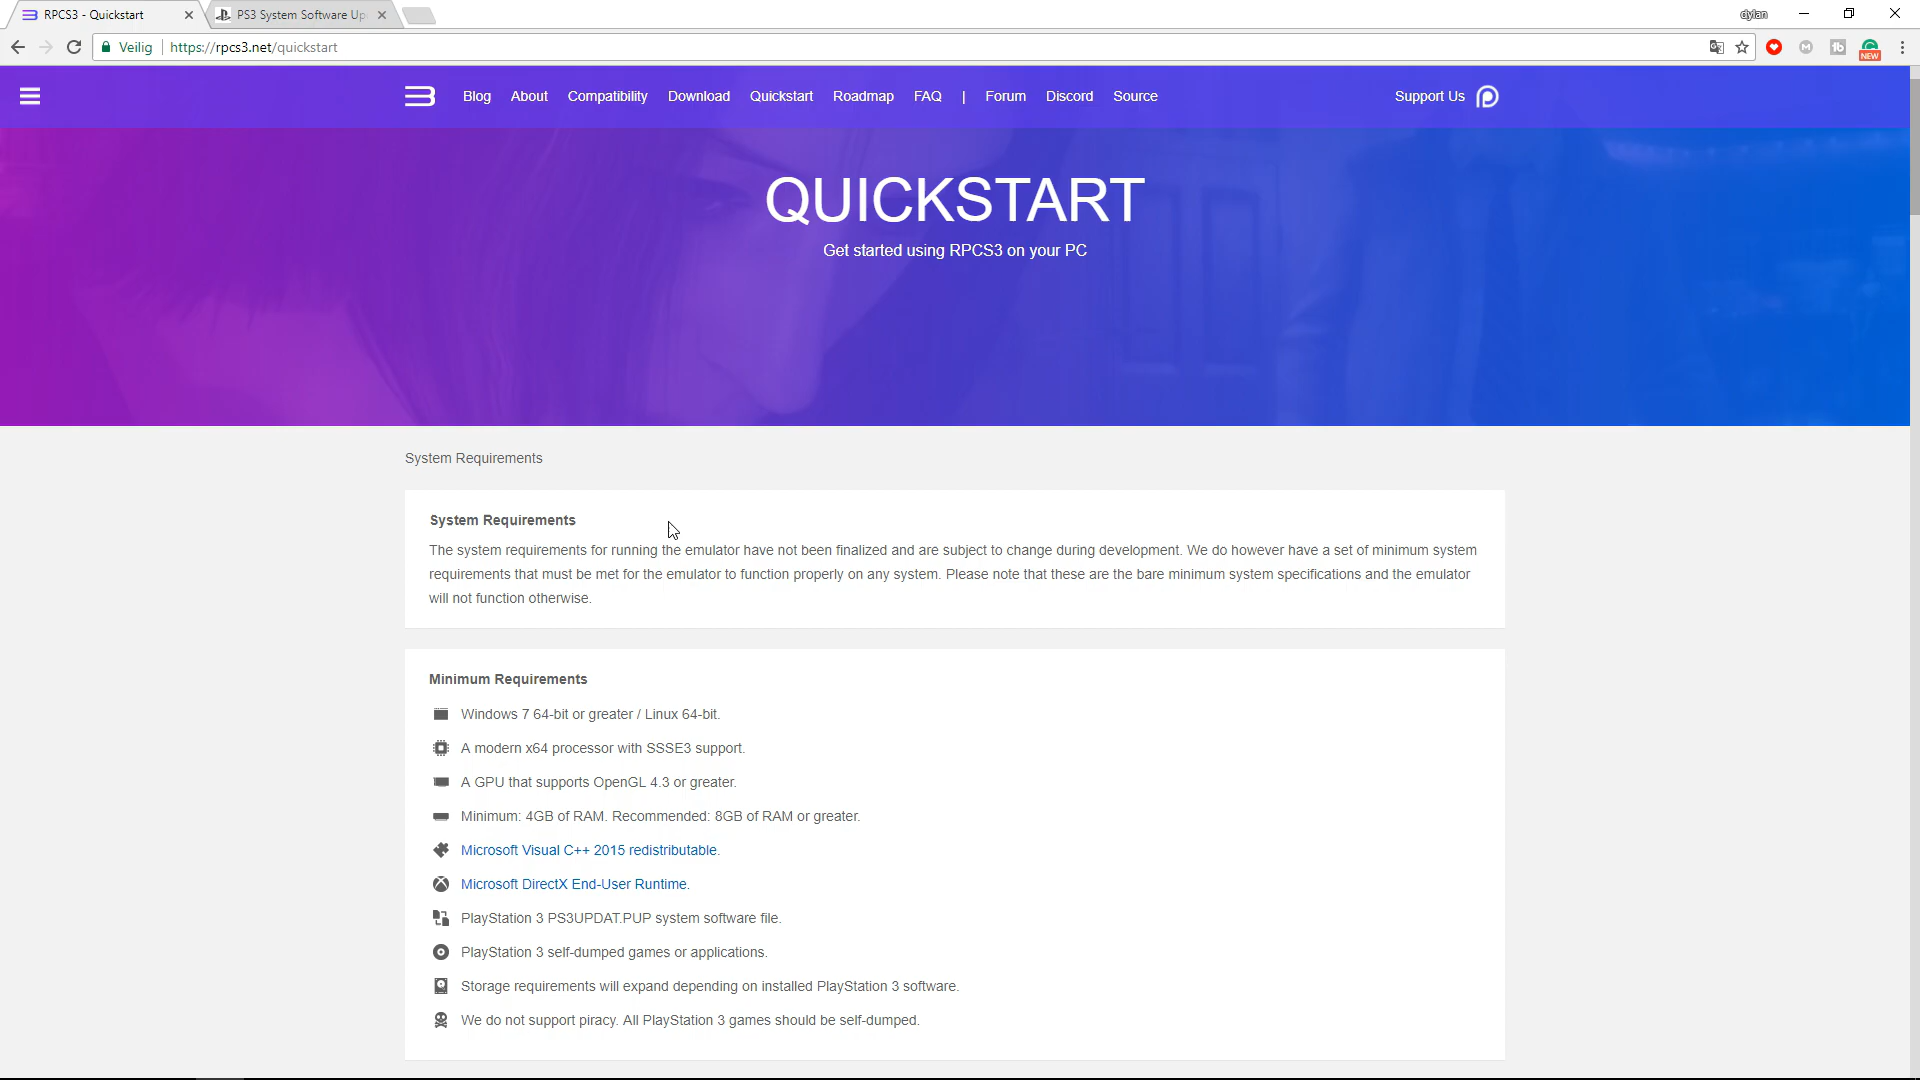 RPCS3 - Quickstart
PS3 System Software Up
dylan
Veilig
https://rpcs3.net/quickstart
NEW
Blog
About
Compatibility
Download
Quickstart
Roadmap
FAQ
|
Forum
Discord
Source
Support Us
QUICKSTART
Get started using RPCS3 on your PC
System Requirements
System Requirements
The system requirements for running the emulator have not been finalized and are subject to change during development. We do however have a set of minimum system
requirements that must be met for the emulator to function properly on any system. Please note that these are the bare minimum system specifications and the emulator
will not function otherwise.
Minimum Requirements
Windows 7 64-bit or greater / Linux 64-bit.
A modern x64 processor with SSSE3 support.
A GPU that supports OpenGL 4.3 or greater.
Minimum: 4GB of RAM. Recommended: 8GB of RAM or greater.
Microsoft Visual C++ 2015 redistributable.
Microsoft DirectX End-User Runtime.
PlayStation 3 PS3UPDAT.PUP system software file.
PlayStation 3 self-dumped games or applications.
Storage requirements will expand depending on installed PlayStation 3 software.
We do not support piracy. All PlayStation 3 games should be self-dumped.